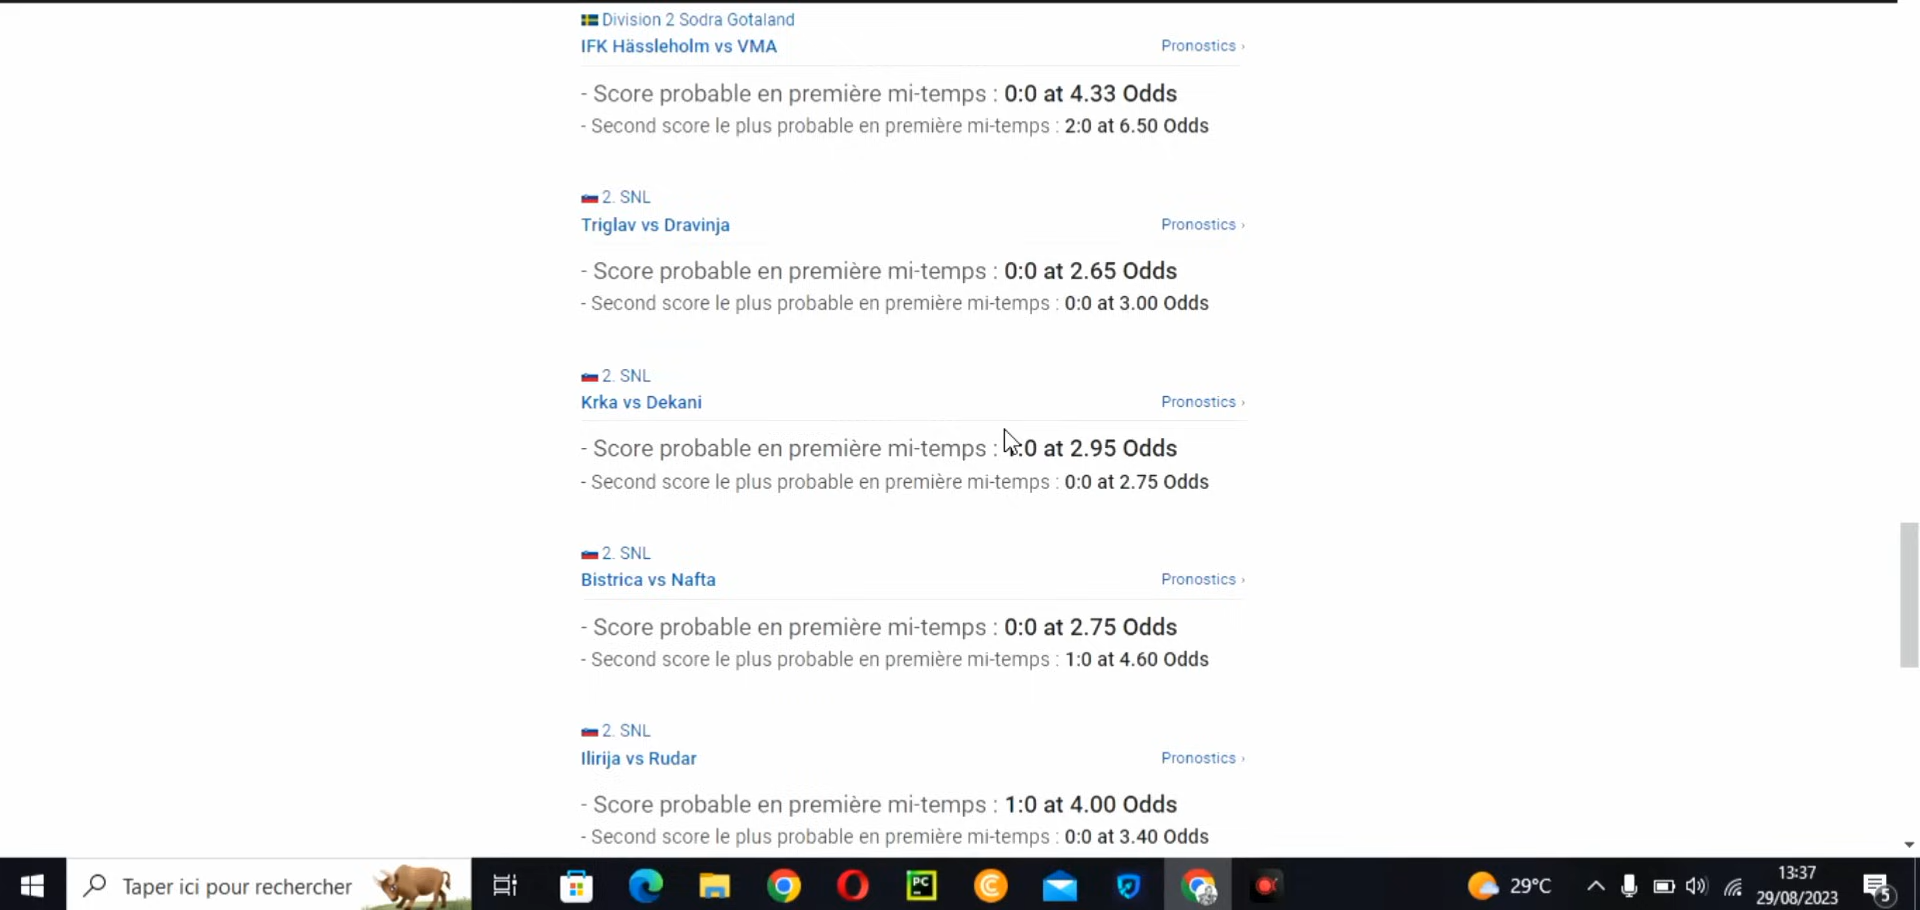 Division 2 Sodra Gotaland
IFK Hässleholm vs VMA Pronostics ›
- Score probable en première mi-temps : 0:0 at 4.33 Odds
- Second score le plus probable en première mi-temps : 2:0 at 6.50 Odds
2. SNL
Triglav vs Dravinja Pronostics ›
- Score probable en première mi-temps : 0:0 at 2.65 Odds
- Second score le plus probable en première mi-temps : 0:0 at 3.00 Odds
2. SNL
Krka vs Dekani Pronostics ›
- Score probable en première mi-temps : :0 at 2.95 Odds
- Second score le plus probable en première mi-temps : 0:0 at 2.75 Odds
2. SNL
Bistrica vs Nafta Pronostics ›
- Score probable en première mi-temps : 0:0 at 2.75 Odds
- Second score le plus probable en première mi-temps : 1:0 at 4.60 Odds
2. SNL
Ilirija vs Rudar Pronostics ›
- Score probable en première mi-temps : 1:0 at 4.00 Odds
- Second score le plus probable en première mi-temps : 0:0 at 3.40 Odds
Taper ici pour rechercher
PC
29°C
13:37
29/08/2023
5